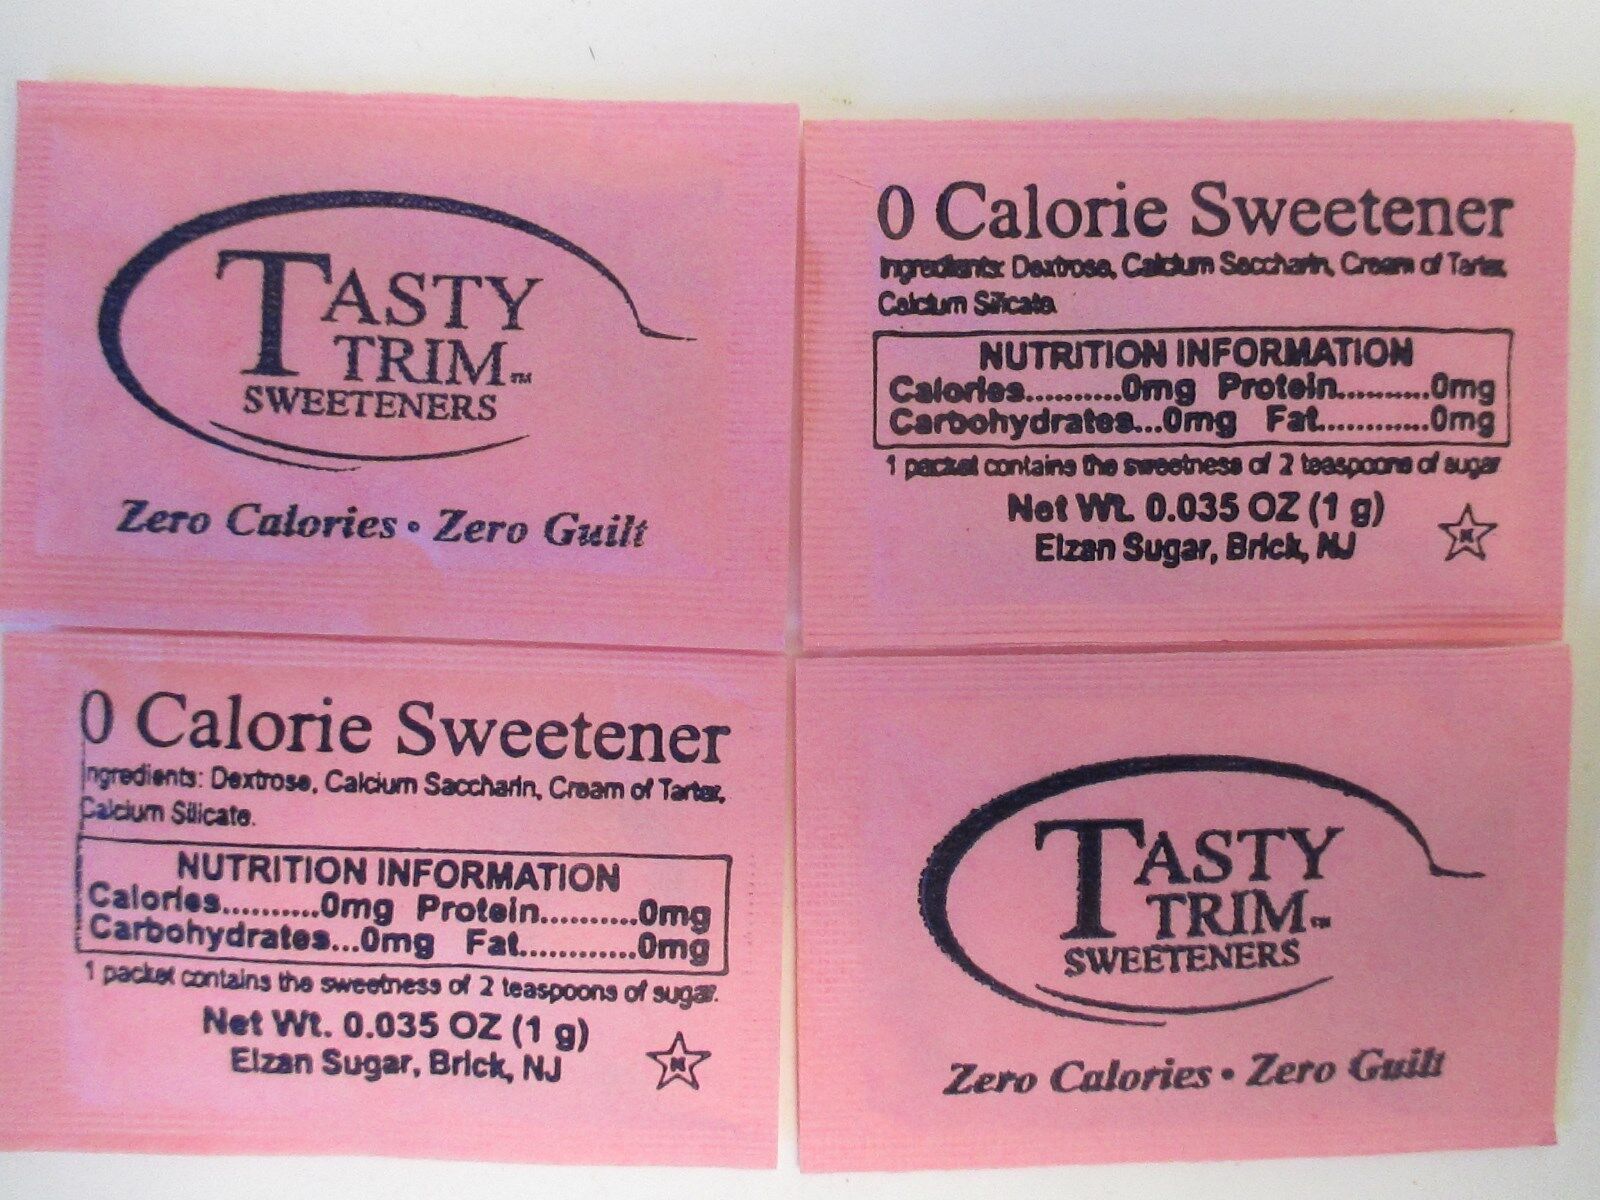 TASTY
TRIM™
SWEETENERS
Zero Calories • Zero Guilt
0 Calorie Sweetener
Ingredients: Dextrose, Calcium Saccharin, Cream of Tartar,
Calcium Silicate.
NUTRITION INFORMATION
Calories..........0mg Protein..........0mg
Carbohydrates...0mg Fat............0mg
1 packet contains the sweetness of 2 teaspoons of sugar
Net Wt. 0.035 OZ (1 g)
Elzan Sugar, Brick, NJ
K
0 Calorie Sweetener
Ingredients: Dextrose, Calcium Saccharin, Cream of Tartar,
Calcium Silicate.
NUTRITION INFORMATION
Calories..........0mg Protein..........0mg
Carbohydrates...0mg Fat............0mg
1 packet contains the sweetness of 2 teaspoons of sugar.
Net Wt. 0.035 OZ (1 g)
Elzan Sugar, Brick, NJ
K
TASTY
TRIM™
SWEETENERS
Zero Calories • Zero Guilt